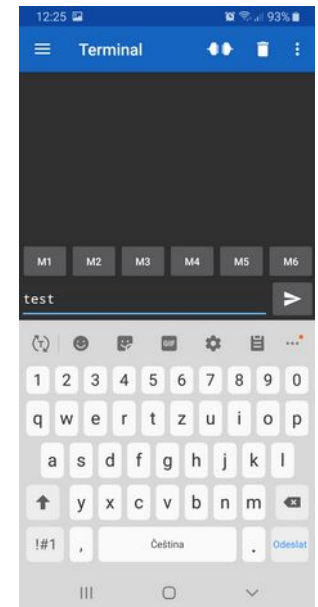 12:25 93%
Terminal
M1 M2 M3 M4 M5 M6
test
T GIF
1 2 3 4 5 6 7 8 9 0
q w e r t z u i o p
a s d f g h j k l
y x c v b n m
!#1 , Čeština . Odeslat